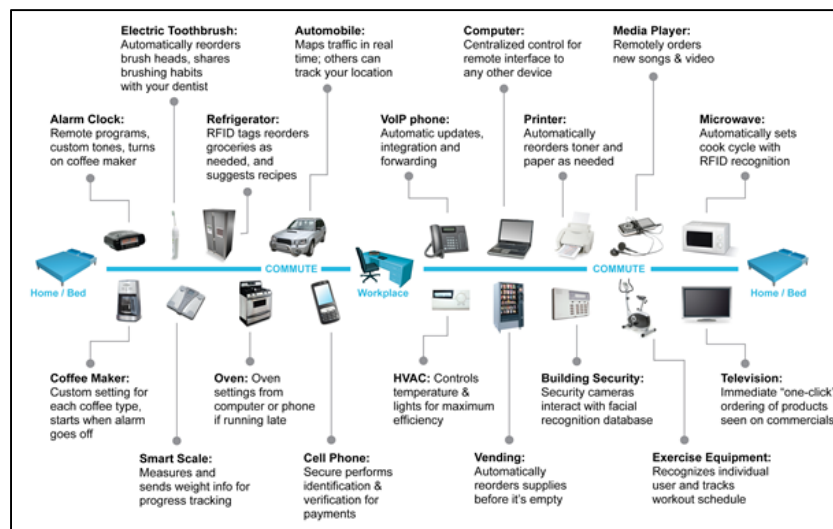 Electric Toothbrush:
Automatically reorders
brush heads, shares
brushing habits
with your dentist
Automobile:
Maps traffic in real
time; others can
track your location
Computer:
Centralized control for
remote interface to
any other device
Media Player:
Remotely orders
new songs & video
Alarm Clock:
Remote programs,
custom tones, turns
on coffee maker
Refrigerator:
RFID tags reorders
groceries as
needed, and
suggests recipes
VoIP phone:
Automatic updates,
integration and
forwarding
Printer:
Automatically
reorders toner and
paper as needed
Microwave:
Automatically sets
cook cycle with
RFID recognition
Home / Bed
COMMUTE
Workplace
COMMUTE
Home / Bed
Coffee Maker:
Custom setting for
each coffee type,
starts when alarm
goes off
Oven: Oven
settings from
computer or phone
if running late
HVAC: Controls
temperature &
lights for maximum
efficiency
Building Security:
Security cameras
interact with facial
recognition database
Television:
Immediate "one-click"
ordering of products
seen on commercials
Smart Scale:
Measures and
sends weight info for
progress tracking
Cell Phone:
Secure performs
identification &
verification for
payments
Vending:
Automatically
reorders supplies
before it's empty
Exercise Equipment:
Recognizes individual
user and tracks
workout schedule